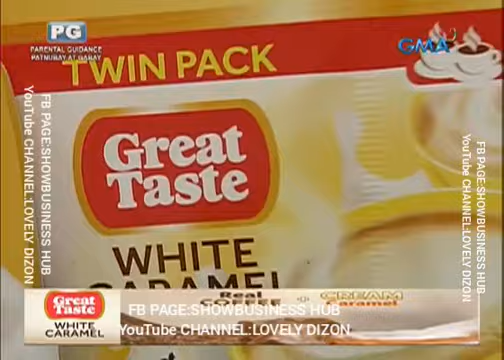 PG
PARENTAL GUIDANCE
PATNUBAY AT GABAY
GMA
TWIN PACK
Great
Taste
WHITE
CARAMEL
FB PAGE:SHOWBUSINESS HUB
YouTube CHANNEL:LOVELY DIZON
FB PAGE:SHOWBUSINESS HUB
YouTube CHANNEL:LOVELY DIZON
Great
Taste
WHITE
CARAMEL
Real
COFFEE
+
CREAM
Caramel
FB PAGE:SHOWBUSINESS HUB
YouTube CHANNEL:LOVELY DIZON